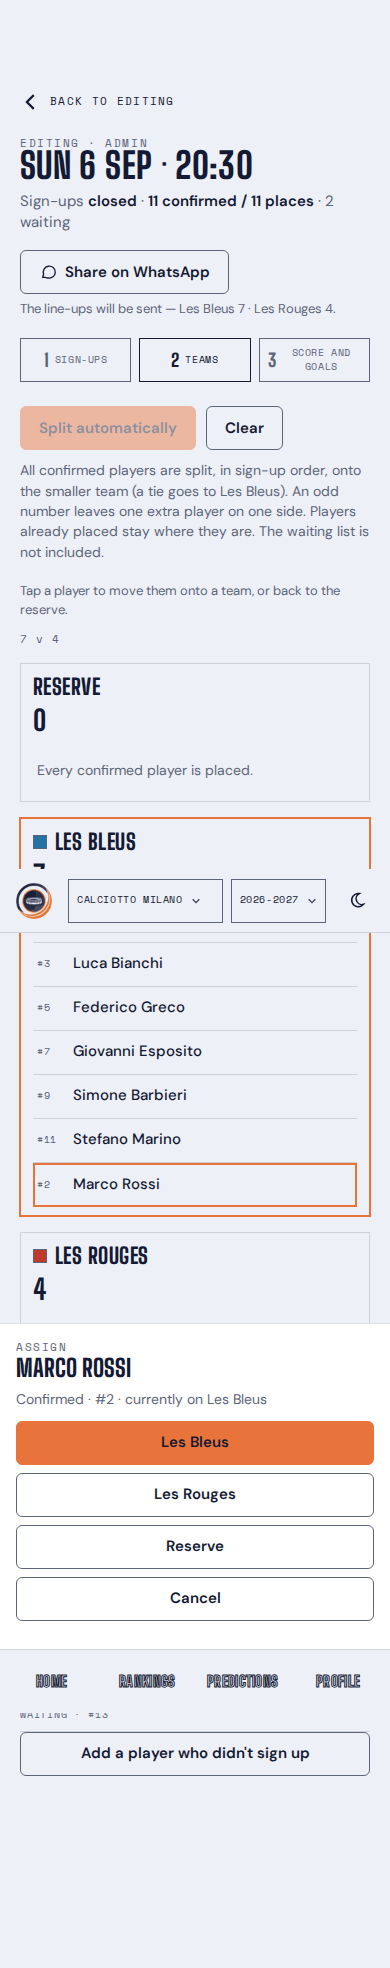 BACK TO EDITING
EDITING · ADMIN
SUN 6 SEP · 20:30
Sign-ups closed · 11 confirmed / 11 places · 2
waiting
Share on WhatsApp
The line-ups will be sent — Les Bleus 7 · Les Rouges 4.
1 SIGN-UPS
2 TEAMS
3 SCORE AND
GOALS
Split automatically
Clear
All confirmed players are split, in sign-up order, onto
the smaller team (a tie goes to Les Bleus). An odd
number leaves one extra player on one side. Players
already placed stay where they are. The waiting list is
not included.
Tap a player to move them onto a team, or back to the
reserve.
7 v 4
RESERVE
0
Every confirmed player is placed.
LES BLEUS
CALCIOTTO MILANO
2026-2027
#3 Luca Bianchi
#5 Federico Greco
#7 Giovanni Esposito
#9 Simone Barbieri
#11 Stefano Marino
#2 Marco Rossi
LES ROUGES
4
ASSIGN
MARCO ROSSI
Confirmed · #2 · currently on Les Bleus
Les Bleus
Les Rouges
Reserve
Cancel
HOME
RANKINGS
PREDICTIONS
PROFILE
WAITING · #13
Add a player who didn't sign up